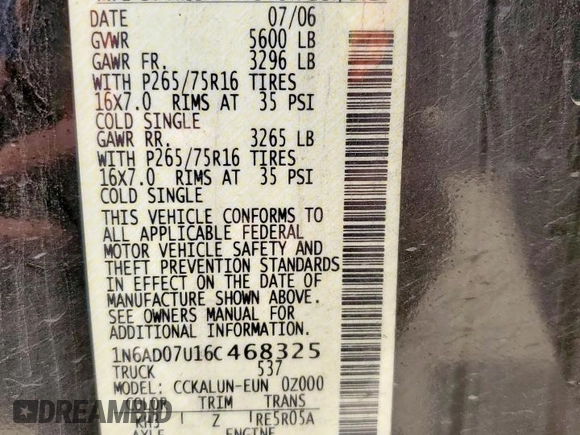 DATE 07/06
GVWR 5600 LB
GAWR FR. 3296 LB
WITH P265/75R16 TIRES
16X7.0 RIMS AT 35 PSI
COLD SINGLE
GAWR RR. 3265 LB
WITH P265/75R16 TIRES
16X7.0 RIMS AT 35 PSI
COLD SINGLE
THIS VEHICLE CONFORMS TO
ALL APPLICABLE FEDERAL
MOTOR VEHICLE SAFETY AND
THEFT PREVENTION STANDARDS
IN EFFECT ON THE DATE OF
MANUFACTURE SHOWN ABOVE.
SEE OWNERS MANUAL FOR
ADDITIONAL INFORMATION.
1N6AD07U16C468325
TRUCK 537
MODEL: CCKALUN-EUN 0Z000
COLOR TRIM TRANS
KH3 Z RE5R05A
AXLE ENGINE
DREAMBID